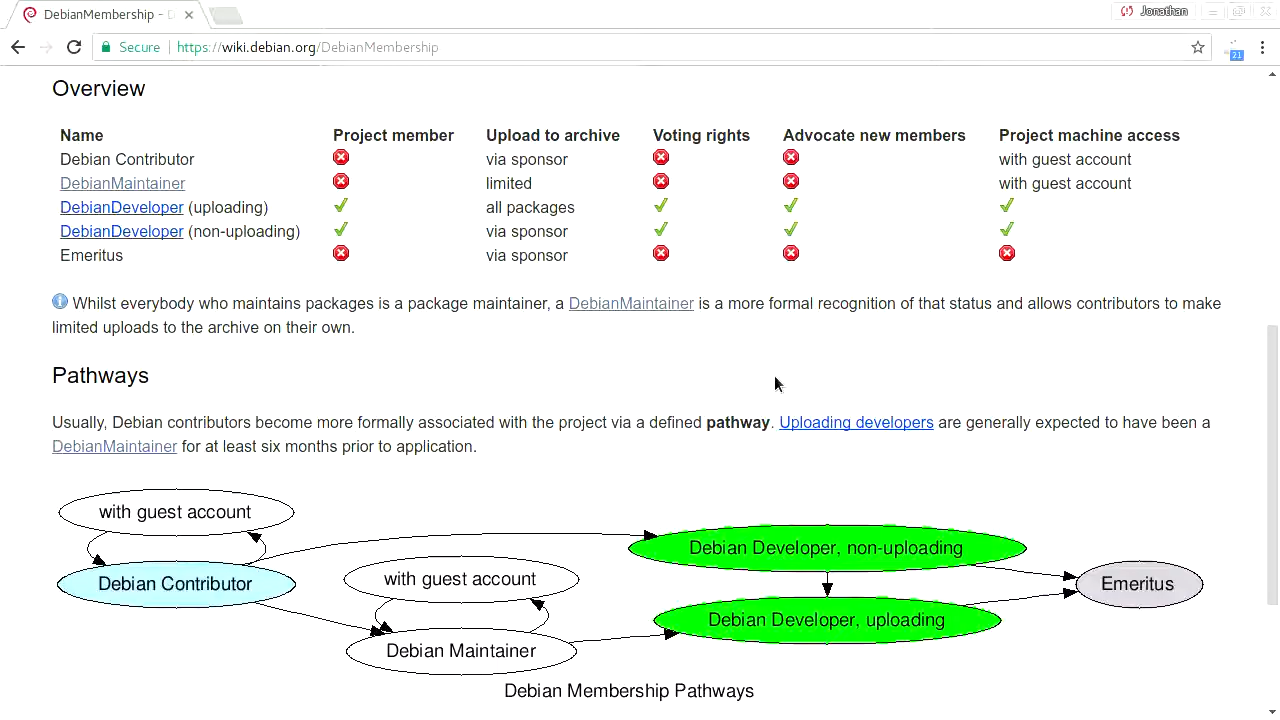 DebianMembership - D
Jonathan
Secure https://wiki.debian.org/DebianMembership
21
Overview
Name Project member Upload to archive Voting rights Advocate new members Project machine access
Debian Contributor via sponsor with guest account
DebianMaintainer limited with guest account
DebianDeveloper (uploading) all packages
DebianDeveloper (non-uploading) via sponsor
Emeritus via sponsor
Whilst everybody who maintains packages is a package maintainer, a DebianMaintainer is a more formal recognition of that status and allows contributors to make
limited uploads to the archive on their own.
Pathways
Usually, Debian contributors become more formally associated with the project via a defined pathway. Uploading developers are generally expected to have been a
DebianMaintainer for at least six months prior to application.
with guest account
Debian Developer, non-uploading
with guest account
Debian Contributor
Emeritus
Debian Developer, uploading
Debian Maintainer
Debian Membership Pathways